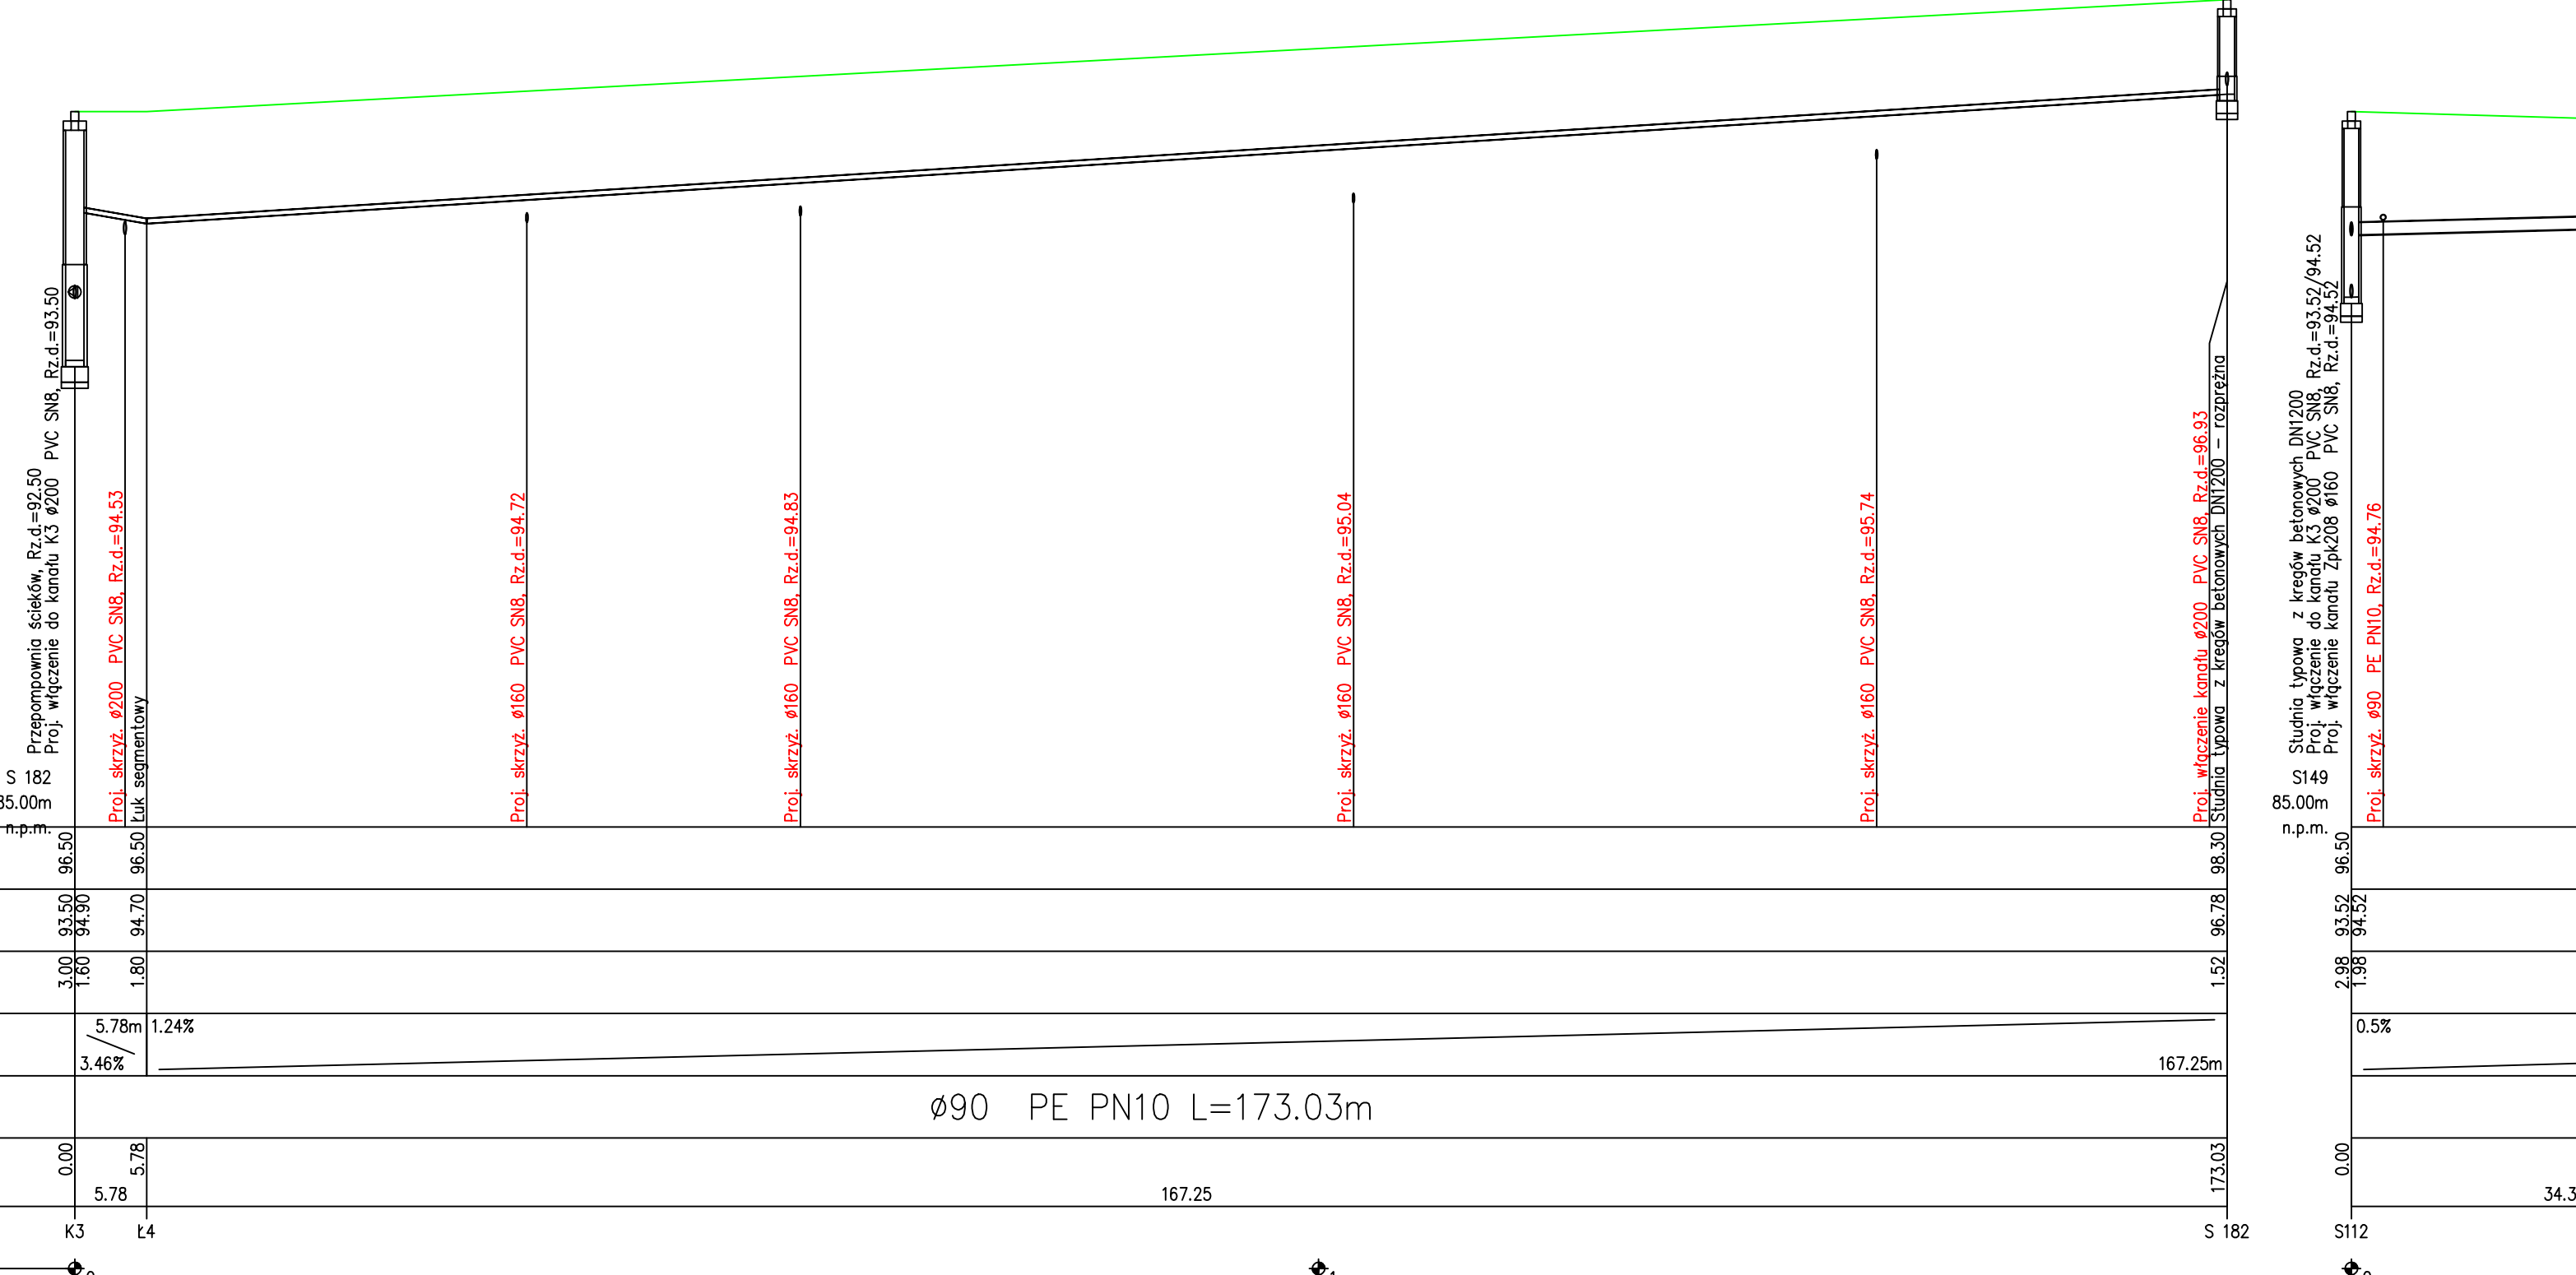 Przepompownia ścieków, Rz.d.=92.50
Proj. włączenie do kanału K3 ø200 PVC SN8, Rz.d.=93.50
Proj. skrzyż. ø200 PVC SN8, Rz.d.=94.53
Łuk segmentowy
Proj. skrzyż. ø160 PVC SN8, Rz.d.=94.72
Proj. skrzyż. ø160 PVC SN8, Rz.d.=94.83
Proj. skrzyż. ø160 PVC SN8, Rz.d.=95.04
Proj. skrzyż. ø160 PVC SN8, Rz.d.=95.74
Proj. włączenie kanału ø200 PVC SN8, Rz.d.=96.93
Studnia typowa z kręgów betonowych DN1200 – rozprężna
Studnia typowa z kręgów betonowych DN1200
Proj. włączenie do kanału K3 ø200 PVC SN8, Rz.d.=93.52/94.52
Proj. włączenie kanału Zpk208 ø160 PVC SN8, Rz.d.=94.52
Proj. skrzyż. ø90 PE PN10, Rz.d.=94.76
S 182
85.00m
n.p.m.
S149
85.00m
n.p.m.
96.50 96.50 98.30 96.50
93.50 94.90 94.70 96.78 93.52 94.52
3.00 1.60 1.80 1.52 2.98 1.98
5.78m 1.24% 0.5%
3.46% 167.25m
ø90 PE PN10 L=173.03m
0.00 5.78 173.03 0.00
5.78 167.25 34.3
K3 Ł4 S 182 S112